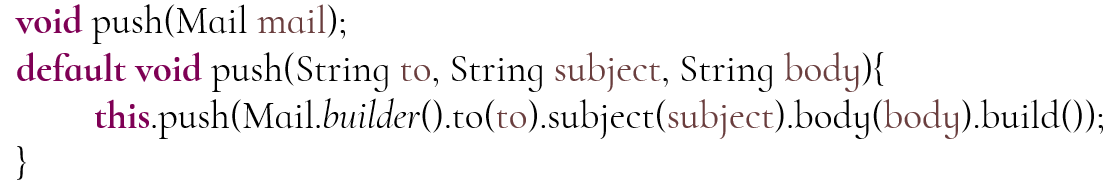 void push(Mail mail);
default void push(String to, String subject, String body){
this.push(Mail.builder().to(to).subject(subject).body(body).build());
}